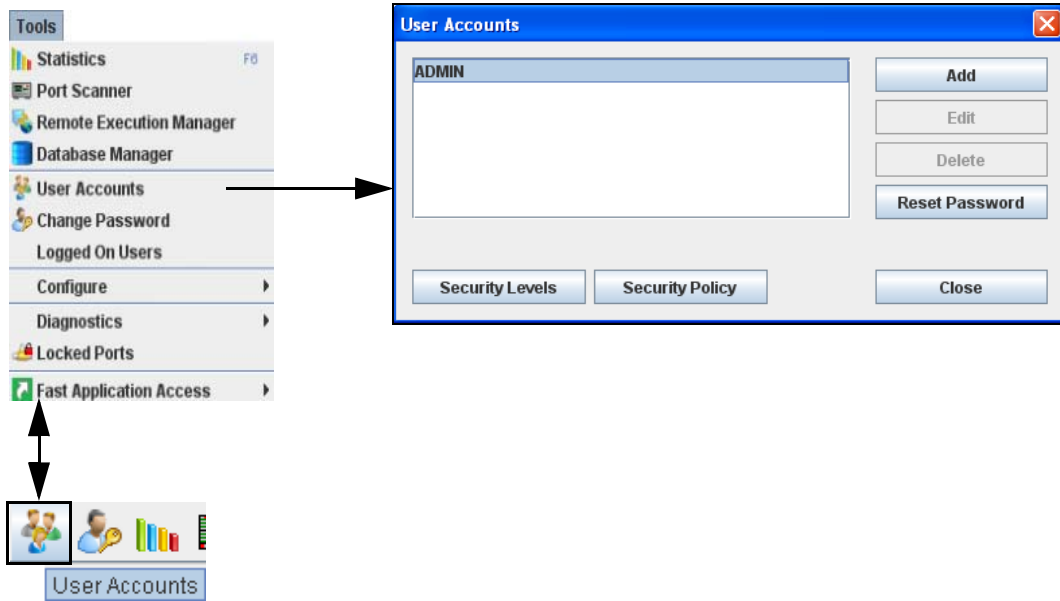 Tools
Statistics F6
Port Scanner
Remote Execution Manager
Database Manager
User Accounts
Change Password
Logged On Users
Configure
Diagnostics
Locked Ports
Fast Application Access
User Accounts
ADMIN
Add
Edit
Delete
Reset Password
Security Levels Security Policy Close
User Accounts